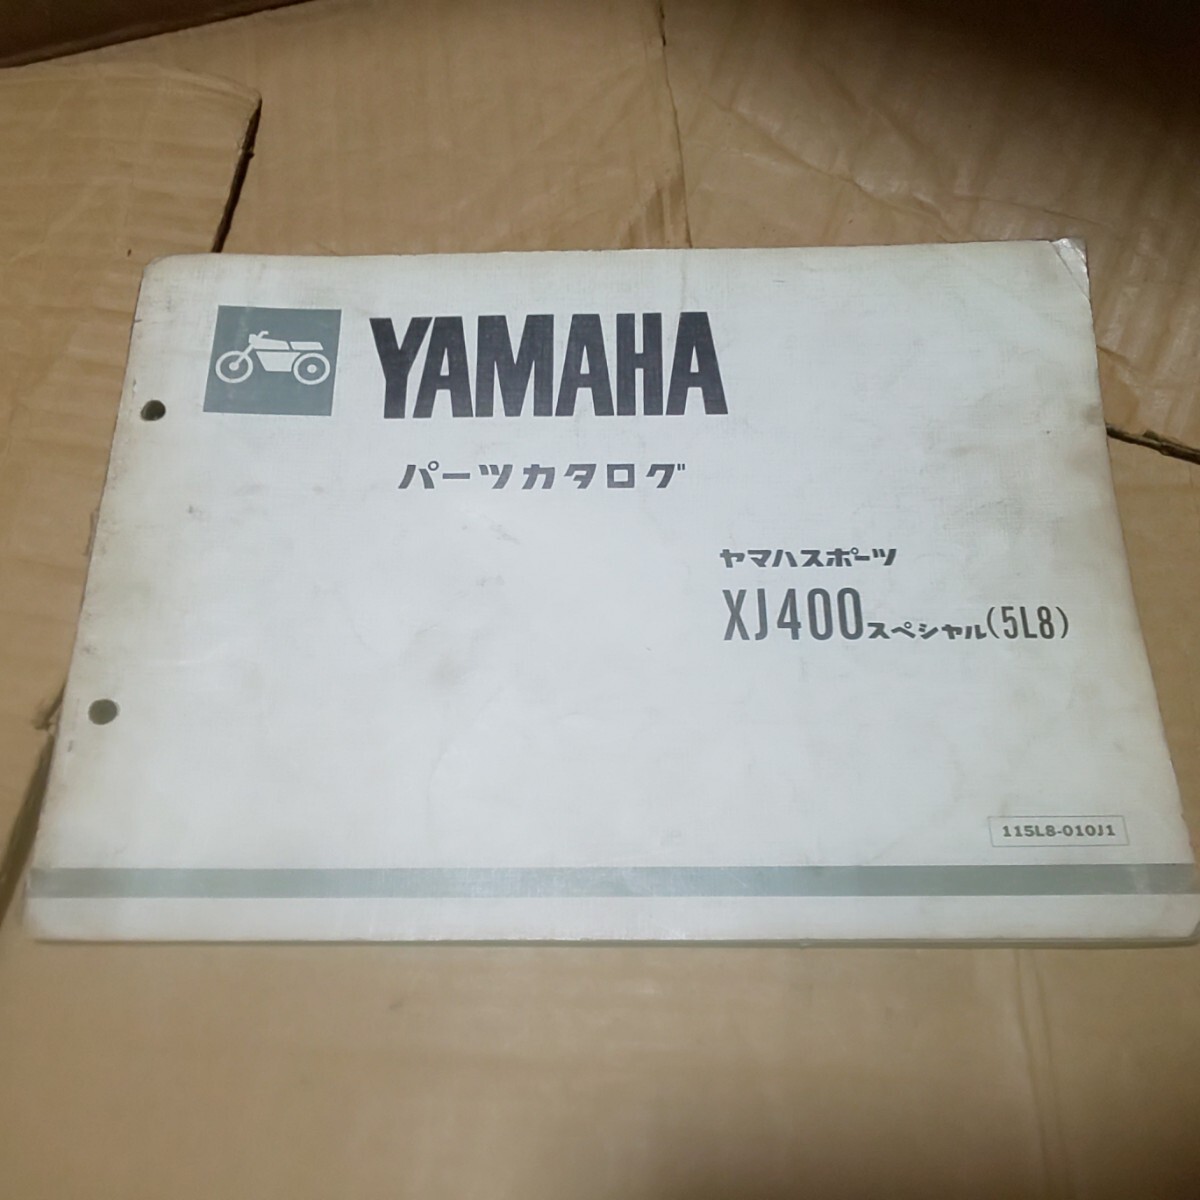 YAMAHA
パーツカタログ
ヤマハスポーツ
XJ400スペシャル(5L8)
115L8-010J1